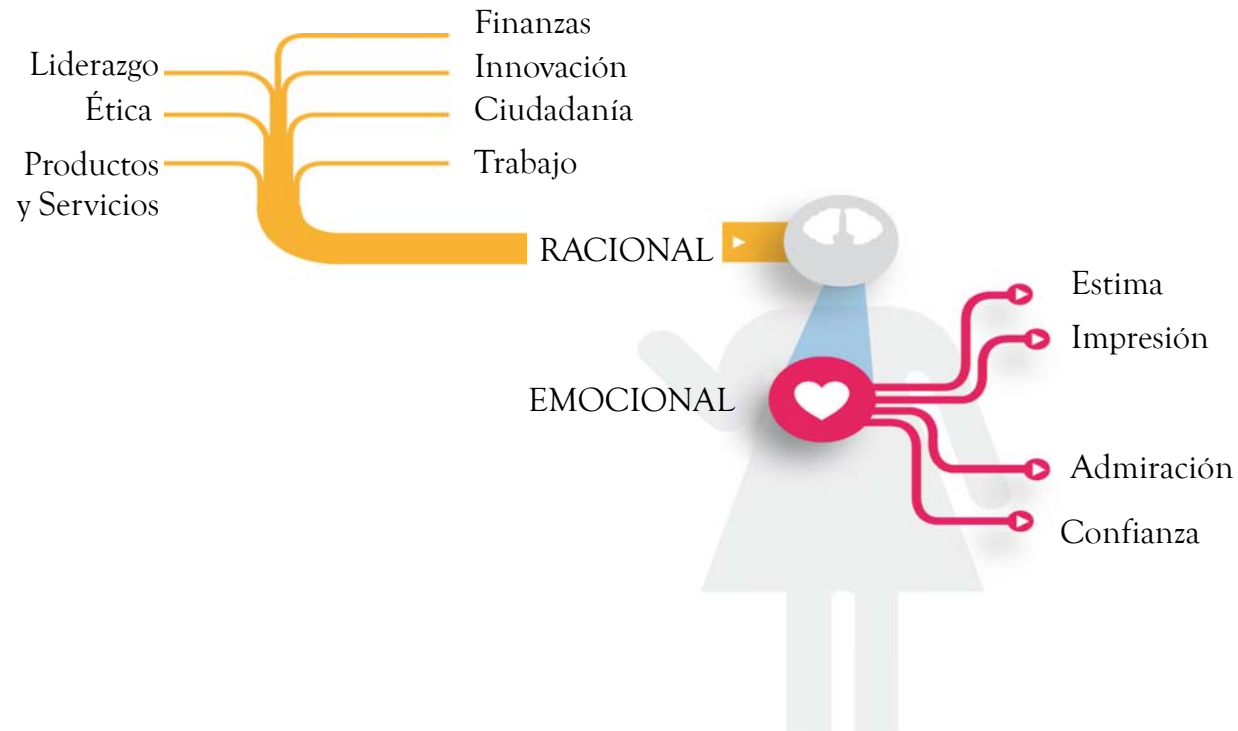 Finanzas
Liderazgo
Innovación
Ética
Ciudadanía
Productos
y Servicios
Trabajo
RACIONAL
Estima
Impresión
EMOCIONAL
Admiración
Confianza